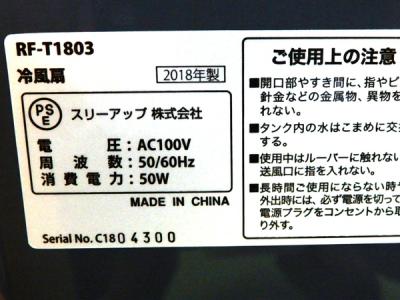 RF-T1803
冷風扇
2018年製
PS
E
スリーアップ 株式会社
電 圧:AC100V
周 波 数:50/60Hz
消 費 電 力:50W
MADE IN CHINA
Serial No. C1804300
ご使用上の注意
■開口部やすき間に、指やピ
針金などの金属物、異物を
れない。
■タンク内の水はこまめに交
する。
■使用中はルーバーに触れない
送風口に指を入れない。
■長時間ご使用にならない時や
外出時には、必ず電源を切って
電源プラグをコンセントから取
り外す。